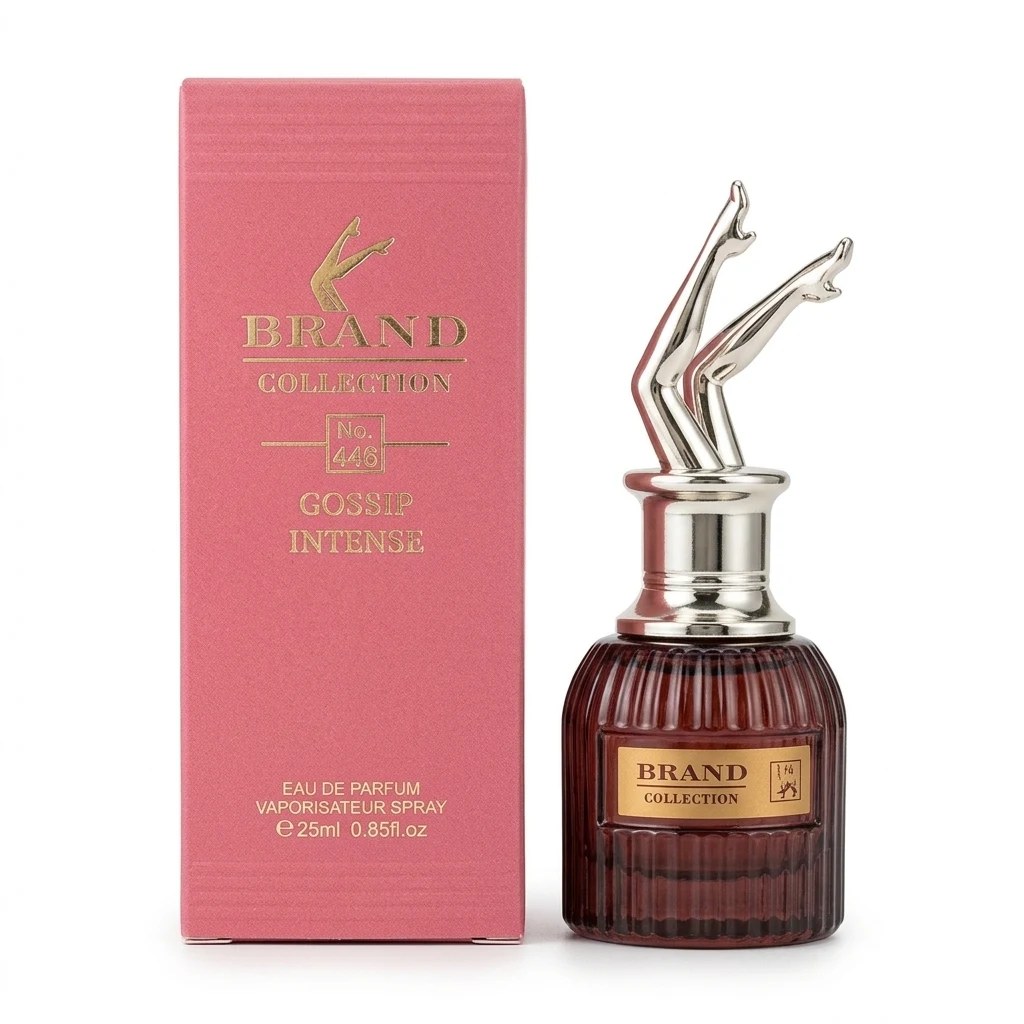 BRAND
COLLECTION
No.
446
GOSSIP
INTENSE
EAU DE PARFUM
VAPORISATEUR SPRAY
℮ 25ml 0.85fl.oz
BRAND
COLLECTION